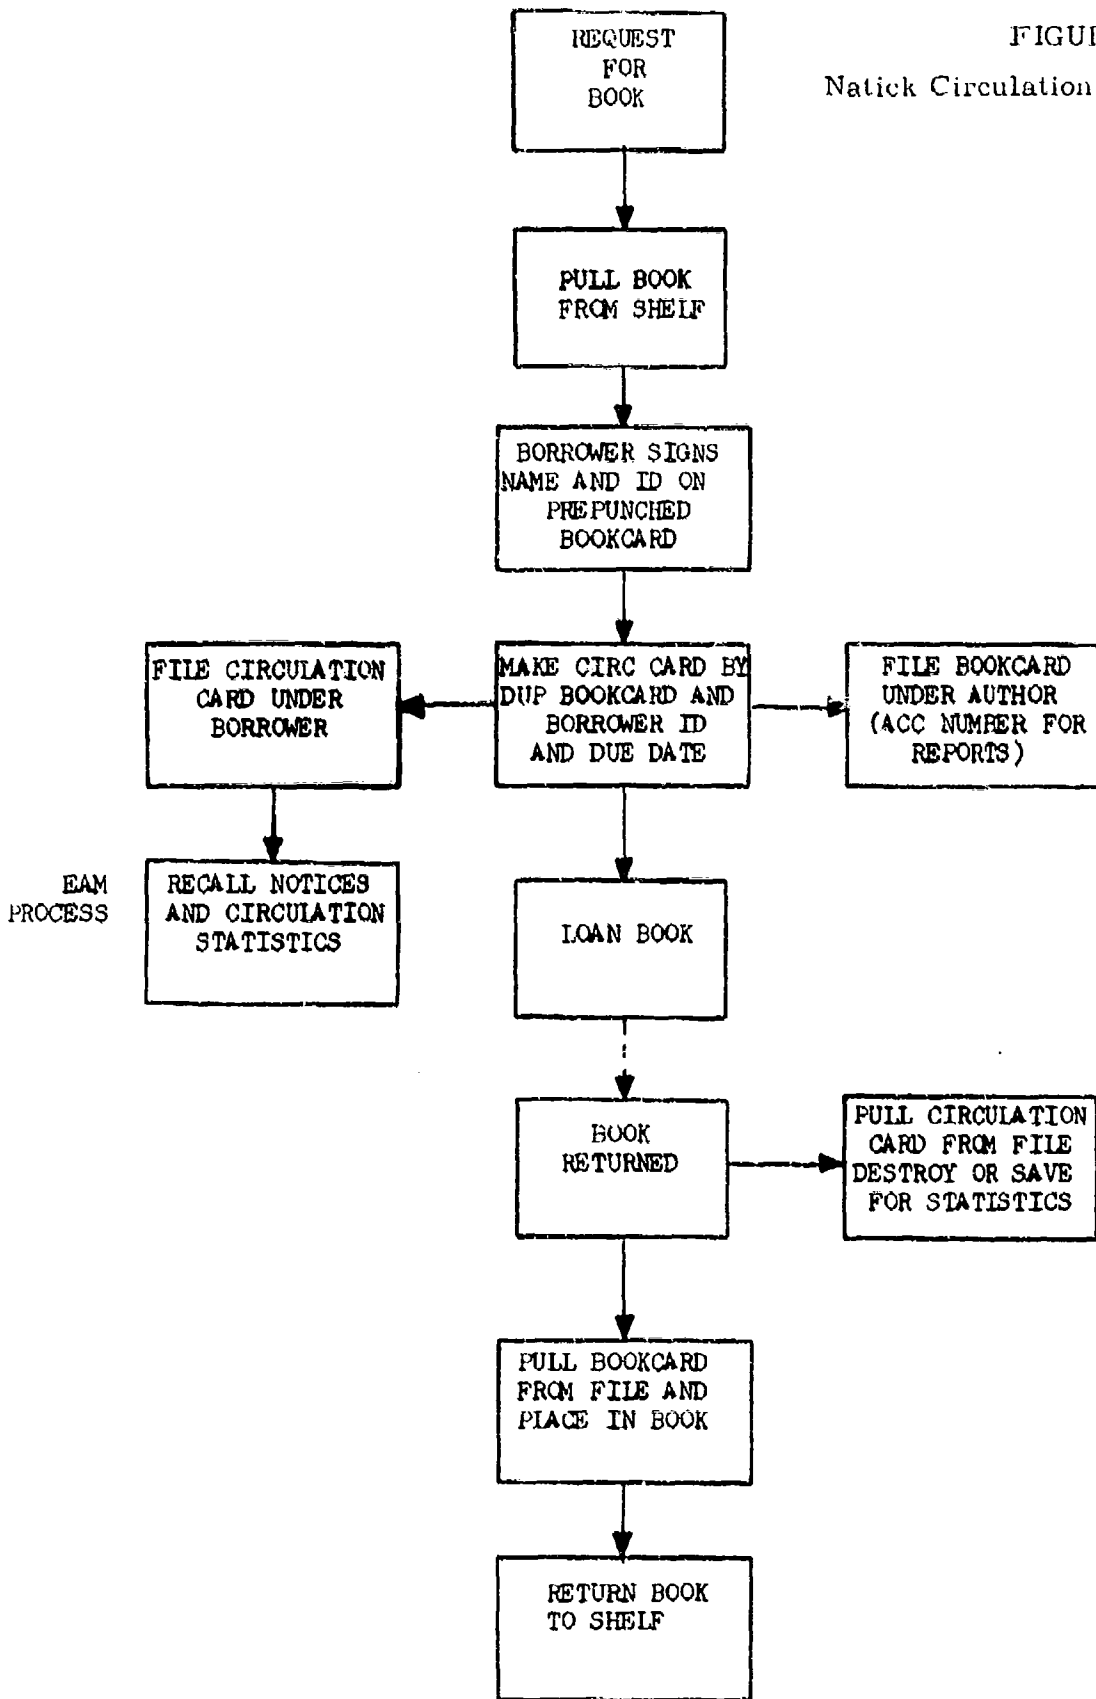 FIGU
Natick Circulation
REQUEST
FOR
BOOK
PULL BOOK
FROM SHELF
BORROWER SIGNS
NAME AND ID ON
PREPUNCHED
BOOKCARD
FILE CIRCULATION
CARD UNDER
BORROWER
MAKE CIRC CARD BY
DUP BOOKCARD AND
BORROWER ID
AND DUE DATE
FILE BOOKCARD
UNDER AUTHOR
(ACC NUMBER FOR
REPORTS)
EAM
PROCESS
RECALL NOTICES
AND CIRCULATION
STATISTICS
LOAN BOOK
BOOK
RETURNED
PULL CIRCULATION
CARD FROM FILE
DESTROY OR SAVE
FOR STATISTICS
PULL BOOKCARD
FROM FILE AND
PLACE IN BOOK
RETURN BOOK
TO SHELF